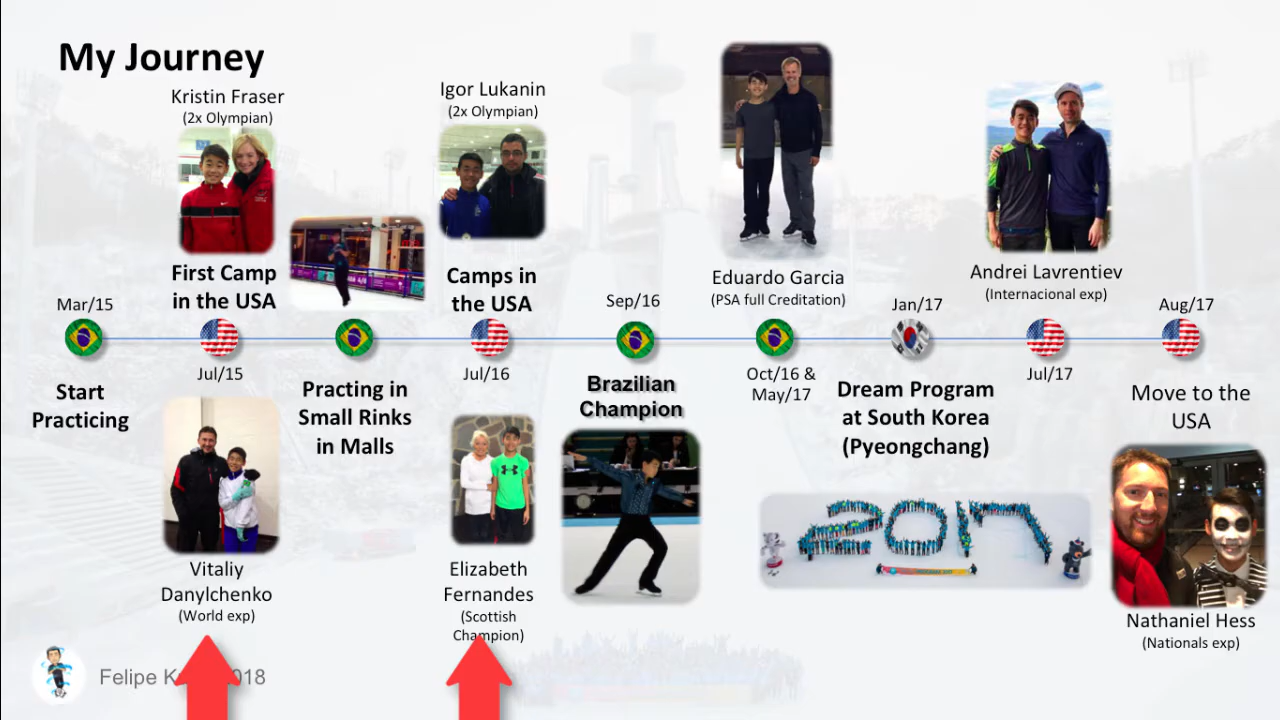 My Journey
Kristin Fraser
(2x Olympian)
Igor Lukanin
(2x Olympian)
First Camp
in the USA
Camps in
the USA
Eduardo Garcia
(PSA full Creditation)
Andrei Lavrentiev
(Internacional exp)
Mar/15
Sep/16
Jan/17
Aug/17
Jul/15
Jul/16
Oct/16 &
May/17
Jul/17
Start
Practicing
Practing in
Small Rinks
in Malls
Brazilian
Champion
Dream Program
at South Korea
(Pyeongchang)
Move to the
USA
2017
Vitaliy
Danylchenko
(World exp)
Elizabeth
Fernandes
(Scottish
Champion)
Nathaniel Hess
(Nationals exp)
Felipe K 018